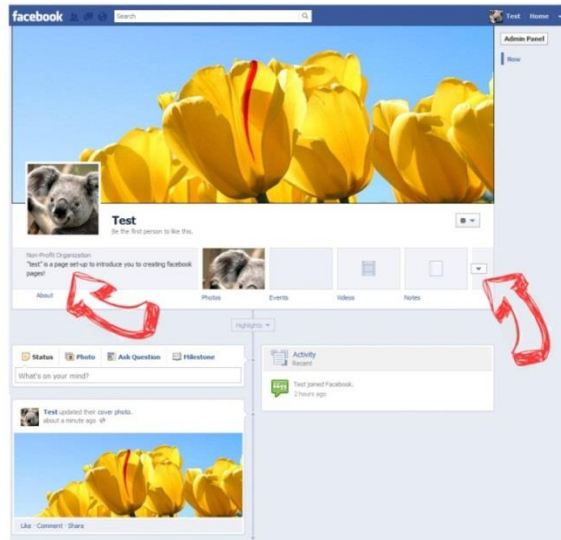 facebook Search Test Home
Admin Panel
Now
Test
Be the first person to like this.
Non-Profit Organization
"test" is a page set-up to introduce you to creating facebook
pages!
About Photos Events Videos Notes
Highlights
Status Photo Ask Question Milestone
What's on your mind?
Activity
Recent
Test joined Facebook.
2 hours ago
Test updated their cover photo.
about a minute ago
Like · Comment · Share